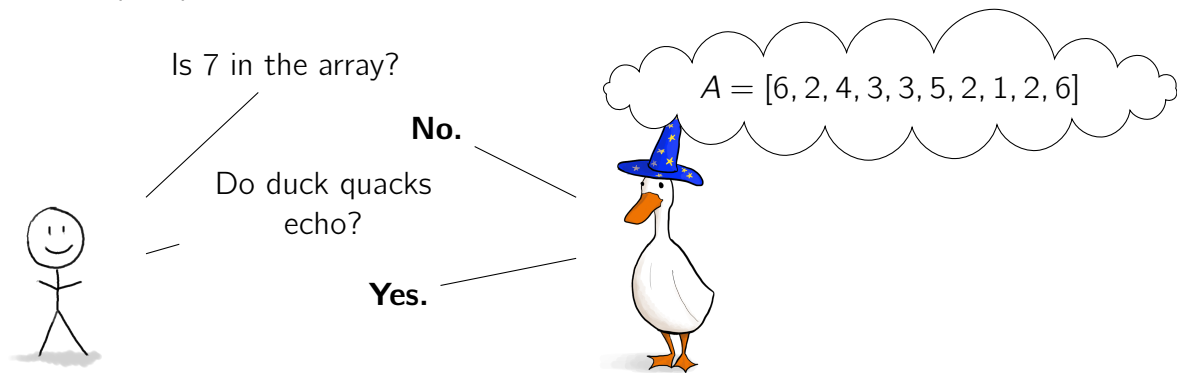 Is 7 in the array?
A = [6, 2, 4, 3, 3, 5, 2, 1, 2, 6]
No.
Do duck quacks
echo?
Yes.